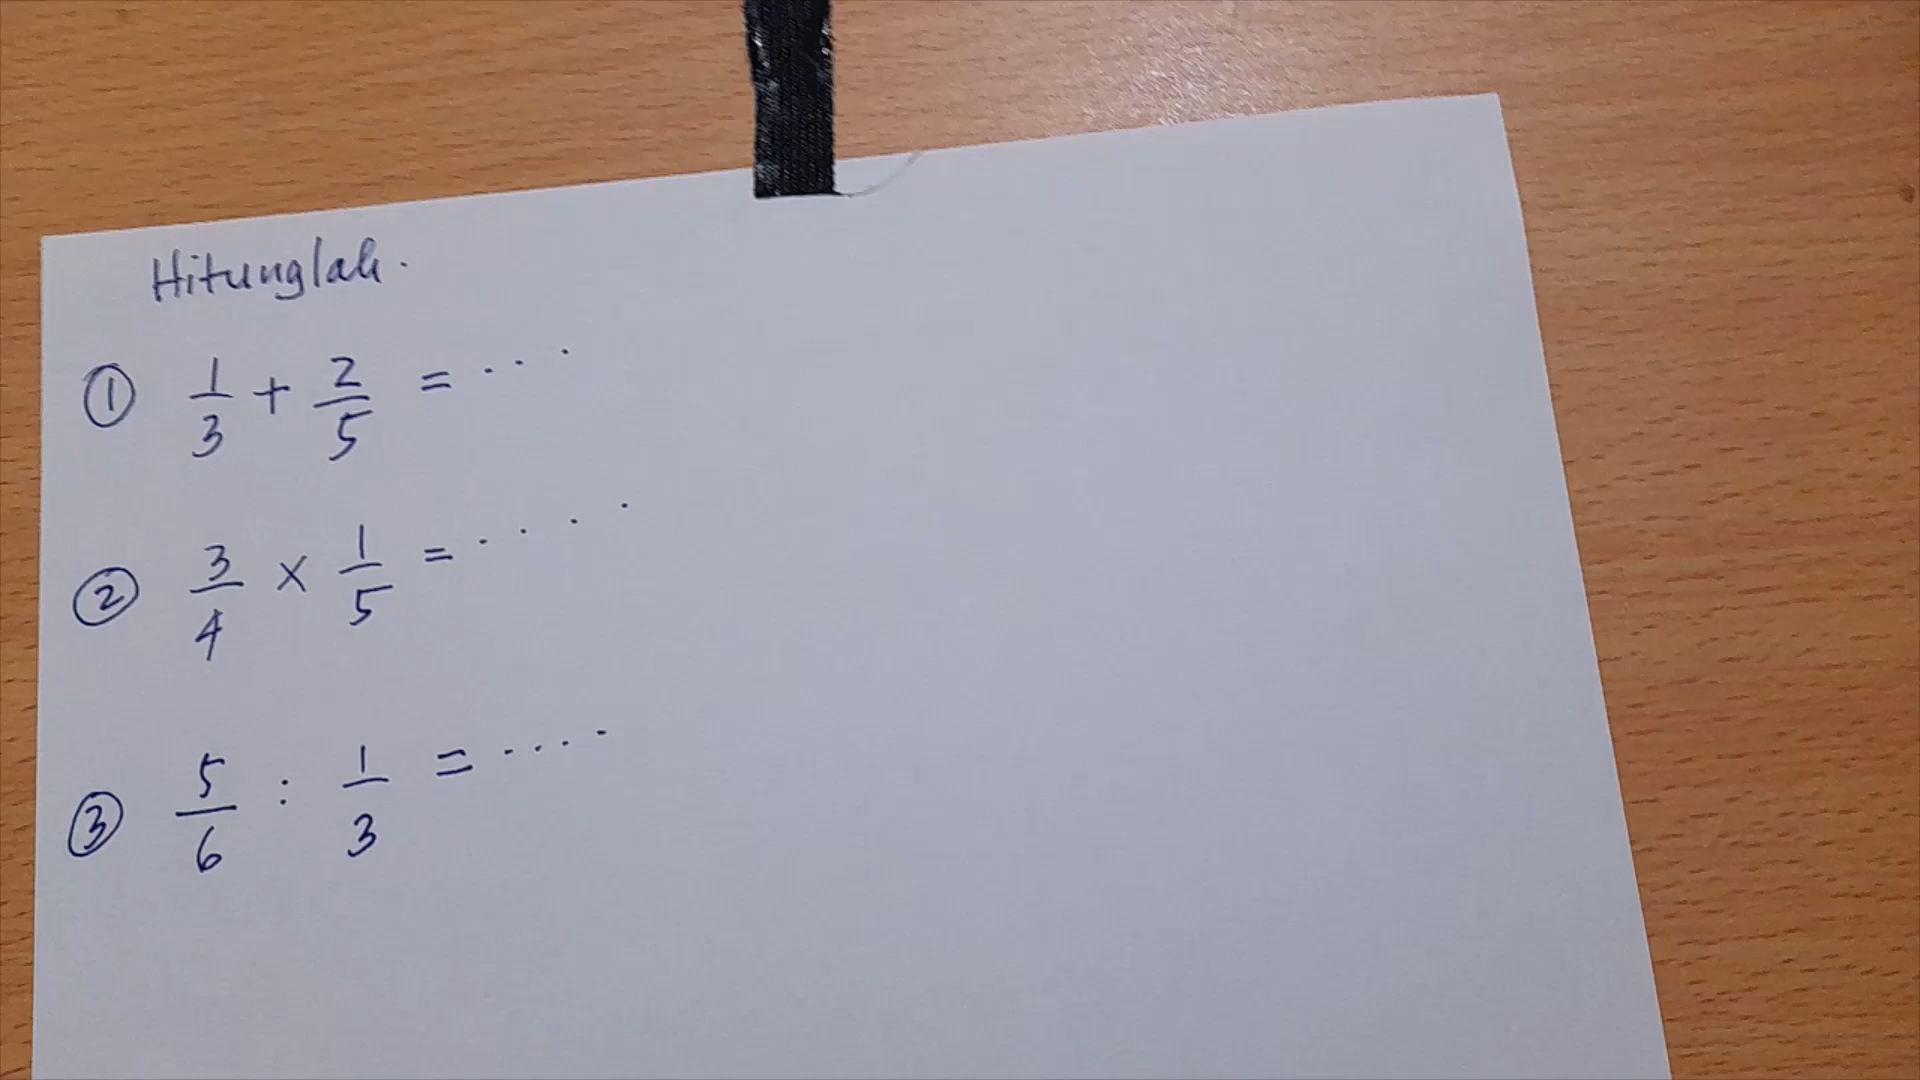 Hitunglah.
① 1/3 + 2/5 = ...
② 3/4 × 1/5 = ....
③ 5/6 : 1/3 = ....